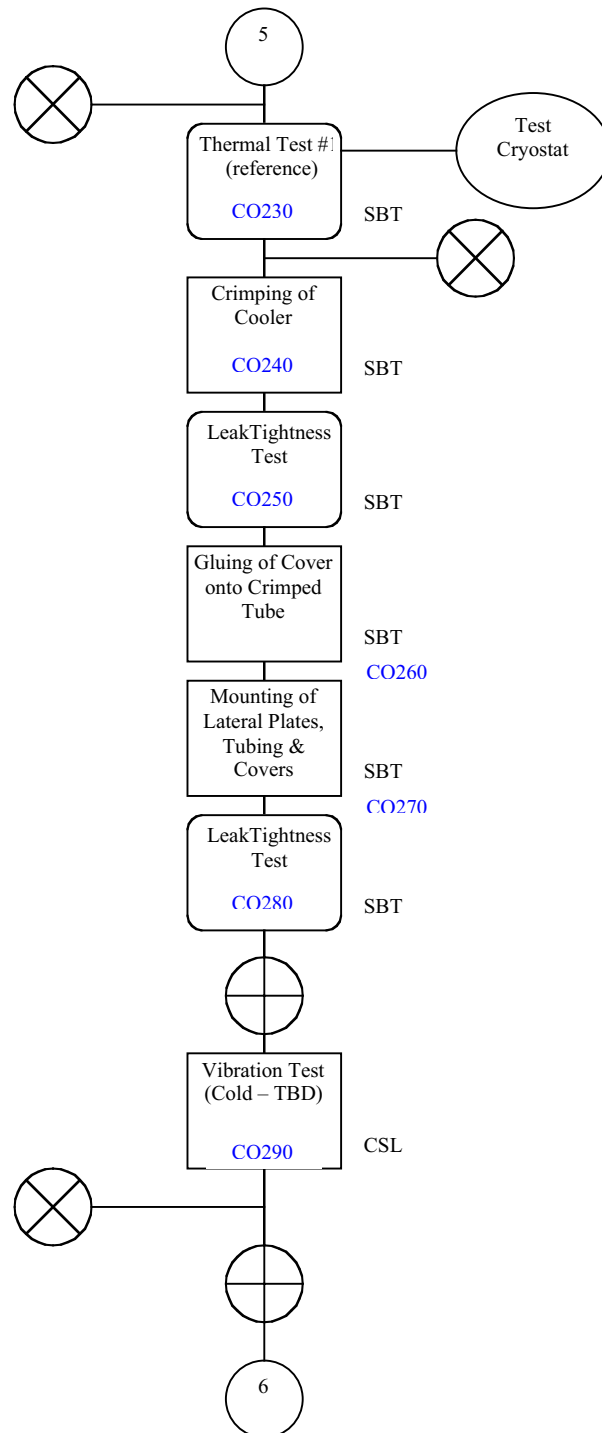 5
Test
Cryostat
Thermal Test #1
(reference)
CO230
SBT
Crimping of
Cooler
CO240
SBT
LeakTightness
Test
CO250
SBT
Gluing of Cover
onto Crimped
Tube
SBT
CO260
Mounting of
Lateral Plates,
Tubing &
Covers
SBT
CO270
LeakTightness
Test
CO280
SBT
Vibration Test
(Cold – TBD)
CO290
CSL
6